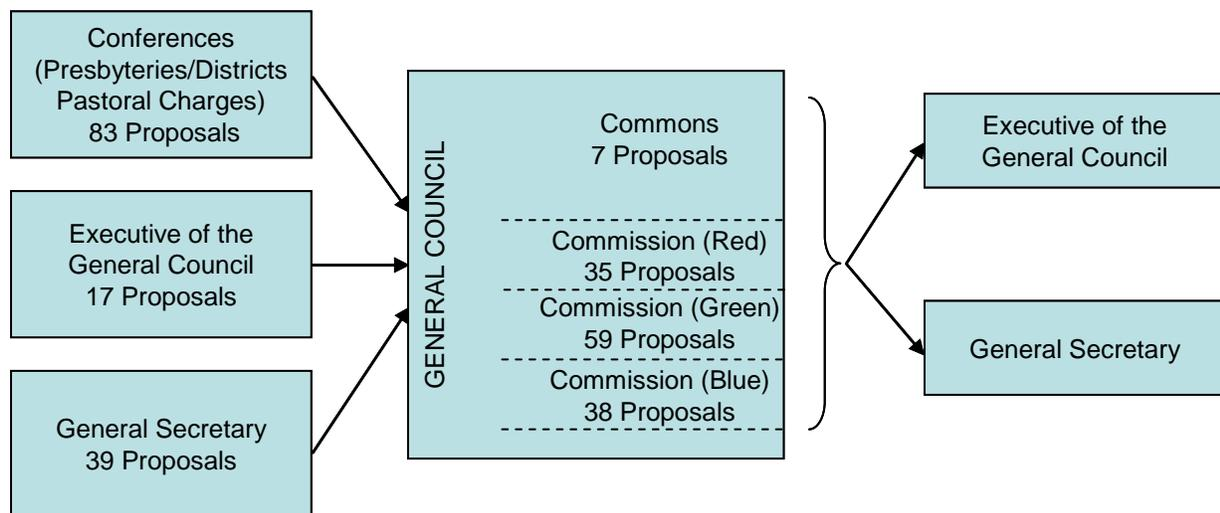 Conferences
(Presbyteries/Districts
Pastoral Charges)
83 Proposals
Executive of the
General Council
17 Proposals
General Secretary
39 Proposals
GENERAL COUNCIL
Commons
7 Proposals
Commission (Red)
35 Proposals
Commission (Green)
59 Proposals
Commission (Blue)
38 Proposals
Executive of the
General Council
General Secretary